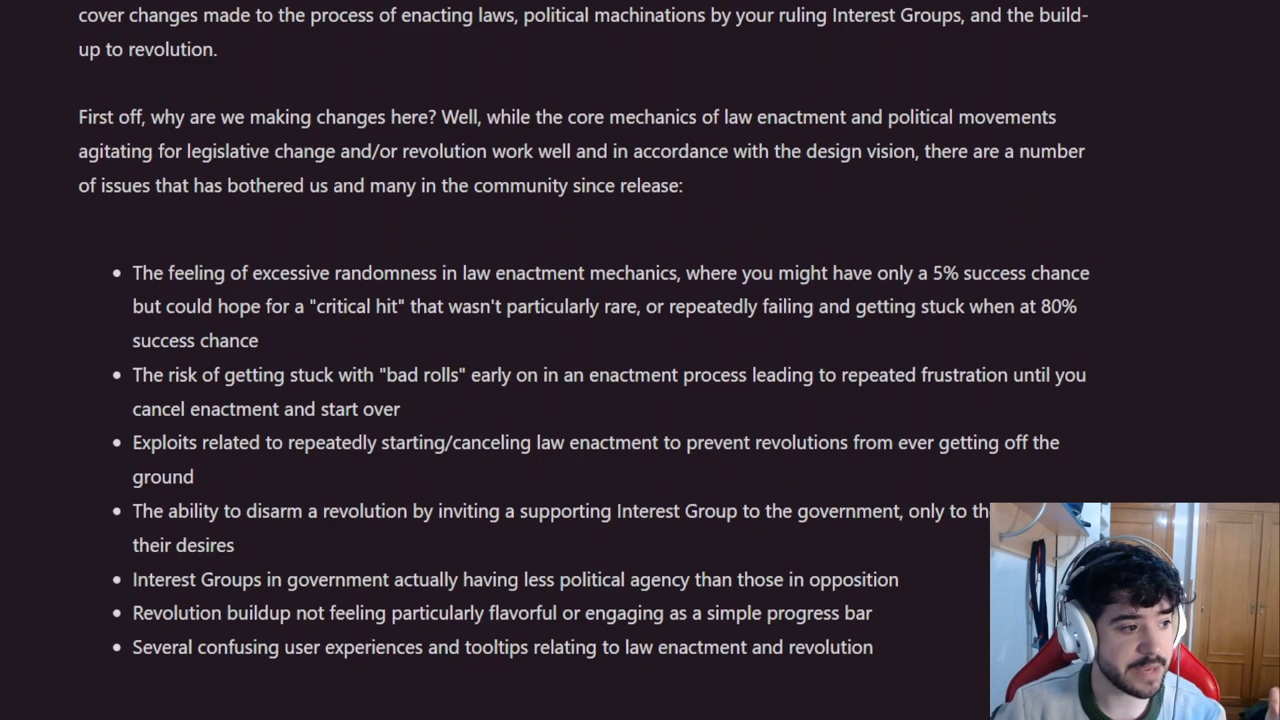 cover changes made to the process of enacting laws, political machinations by your ruling Interest Groups, and the build-
up to revolution.
First off, why are we making changes here? Well, while the core mechanics of law enactment and political movements
agitating for legislative change and/or revolution work well and in accordance with the design vision, there are a number
of issues that has bothered us and many in the community since release:
• The feeling of excessive randomness in law enactment mechanics, where you might have only a 5% success chance
but could hope for a "critical hit" that wasn't particularly rare, or repeatedly failing and getting stuck when at 80%
success chance
• The risk of getting stuck with "bad rolls" early on in an enactment process leading to repeated frustration until you
cancel enactment and start over
• Exploits related to repeatedly starting/canceling law enactment to prevent revolutions from ever getting off the
ground
• The ability to disarm a revolution by inviting a supporting Interest Group to the government, only to
their desires
• Interest Groups in government actually having less political agency than those in opposition
• Revolution buildup not feeling particularly flavorful or engaging as a simple progress bar
• Several confusing user experiences and tooltips relating to law enactment and revolution